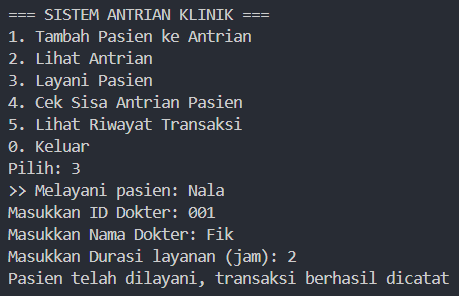 === SISTEM ANTRIAN KLINIK ===
1. Tambah Pasien ke Antrian
2. Lihat Antrian
3. Layani Pasien
4. Cek Sisa Antrian Pasien
5. Lihat Riwayat Transaksi
0. Keluar
Pilih: 3
>> Melayani pasien: Nala
Masukkan ID Dokter: 001
Masukkan Nama Dokter: Fik
Masukkan Durasi layanan (jam): 2
Pasien telah dilayani, transaksi berhasil dicatat